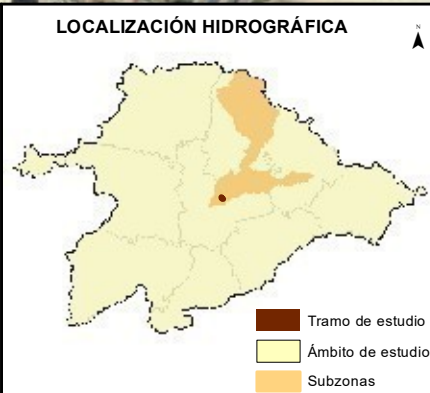 LOCALIZACIÓN HIDROGRÁFICA
N
Tramo de estudio
Ámbito de estudio
Subzonas